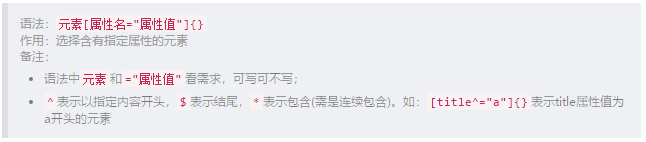 语法：元素[属性名="属性值"]{}
作用：选择含有指定属性的元素
备注：
语法中元素和="属性值"看需求，可写可不写；
^表示以指定内容开头，$表示结尾，*表示包含(需是连续包含)。如：[title^="a"]{}表示title属性值为
a开头的元素